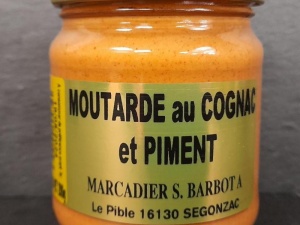 MOUTARDE au COGNAC
et PIMENT
MARCADIER S. BARBOT A
Le Pible 16130 SEGONZAC